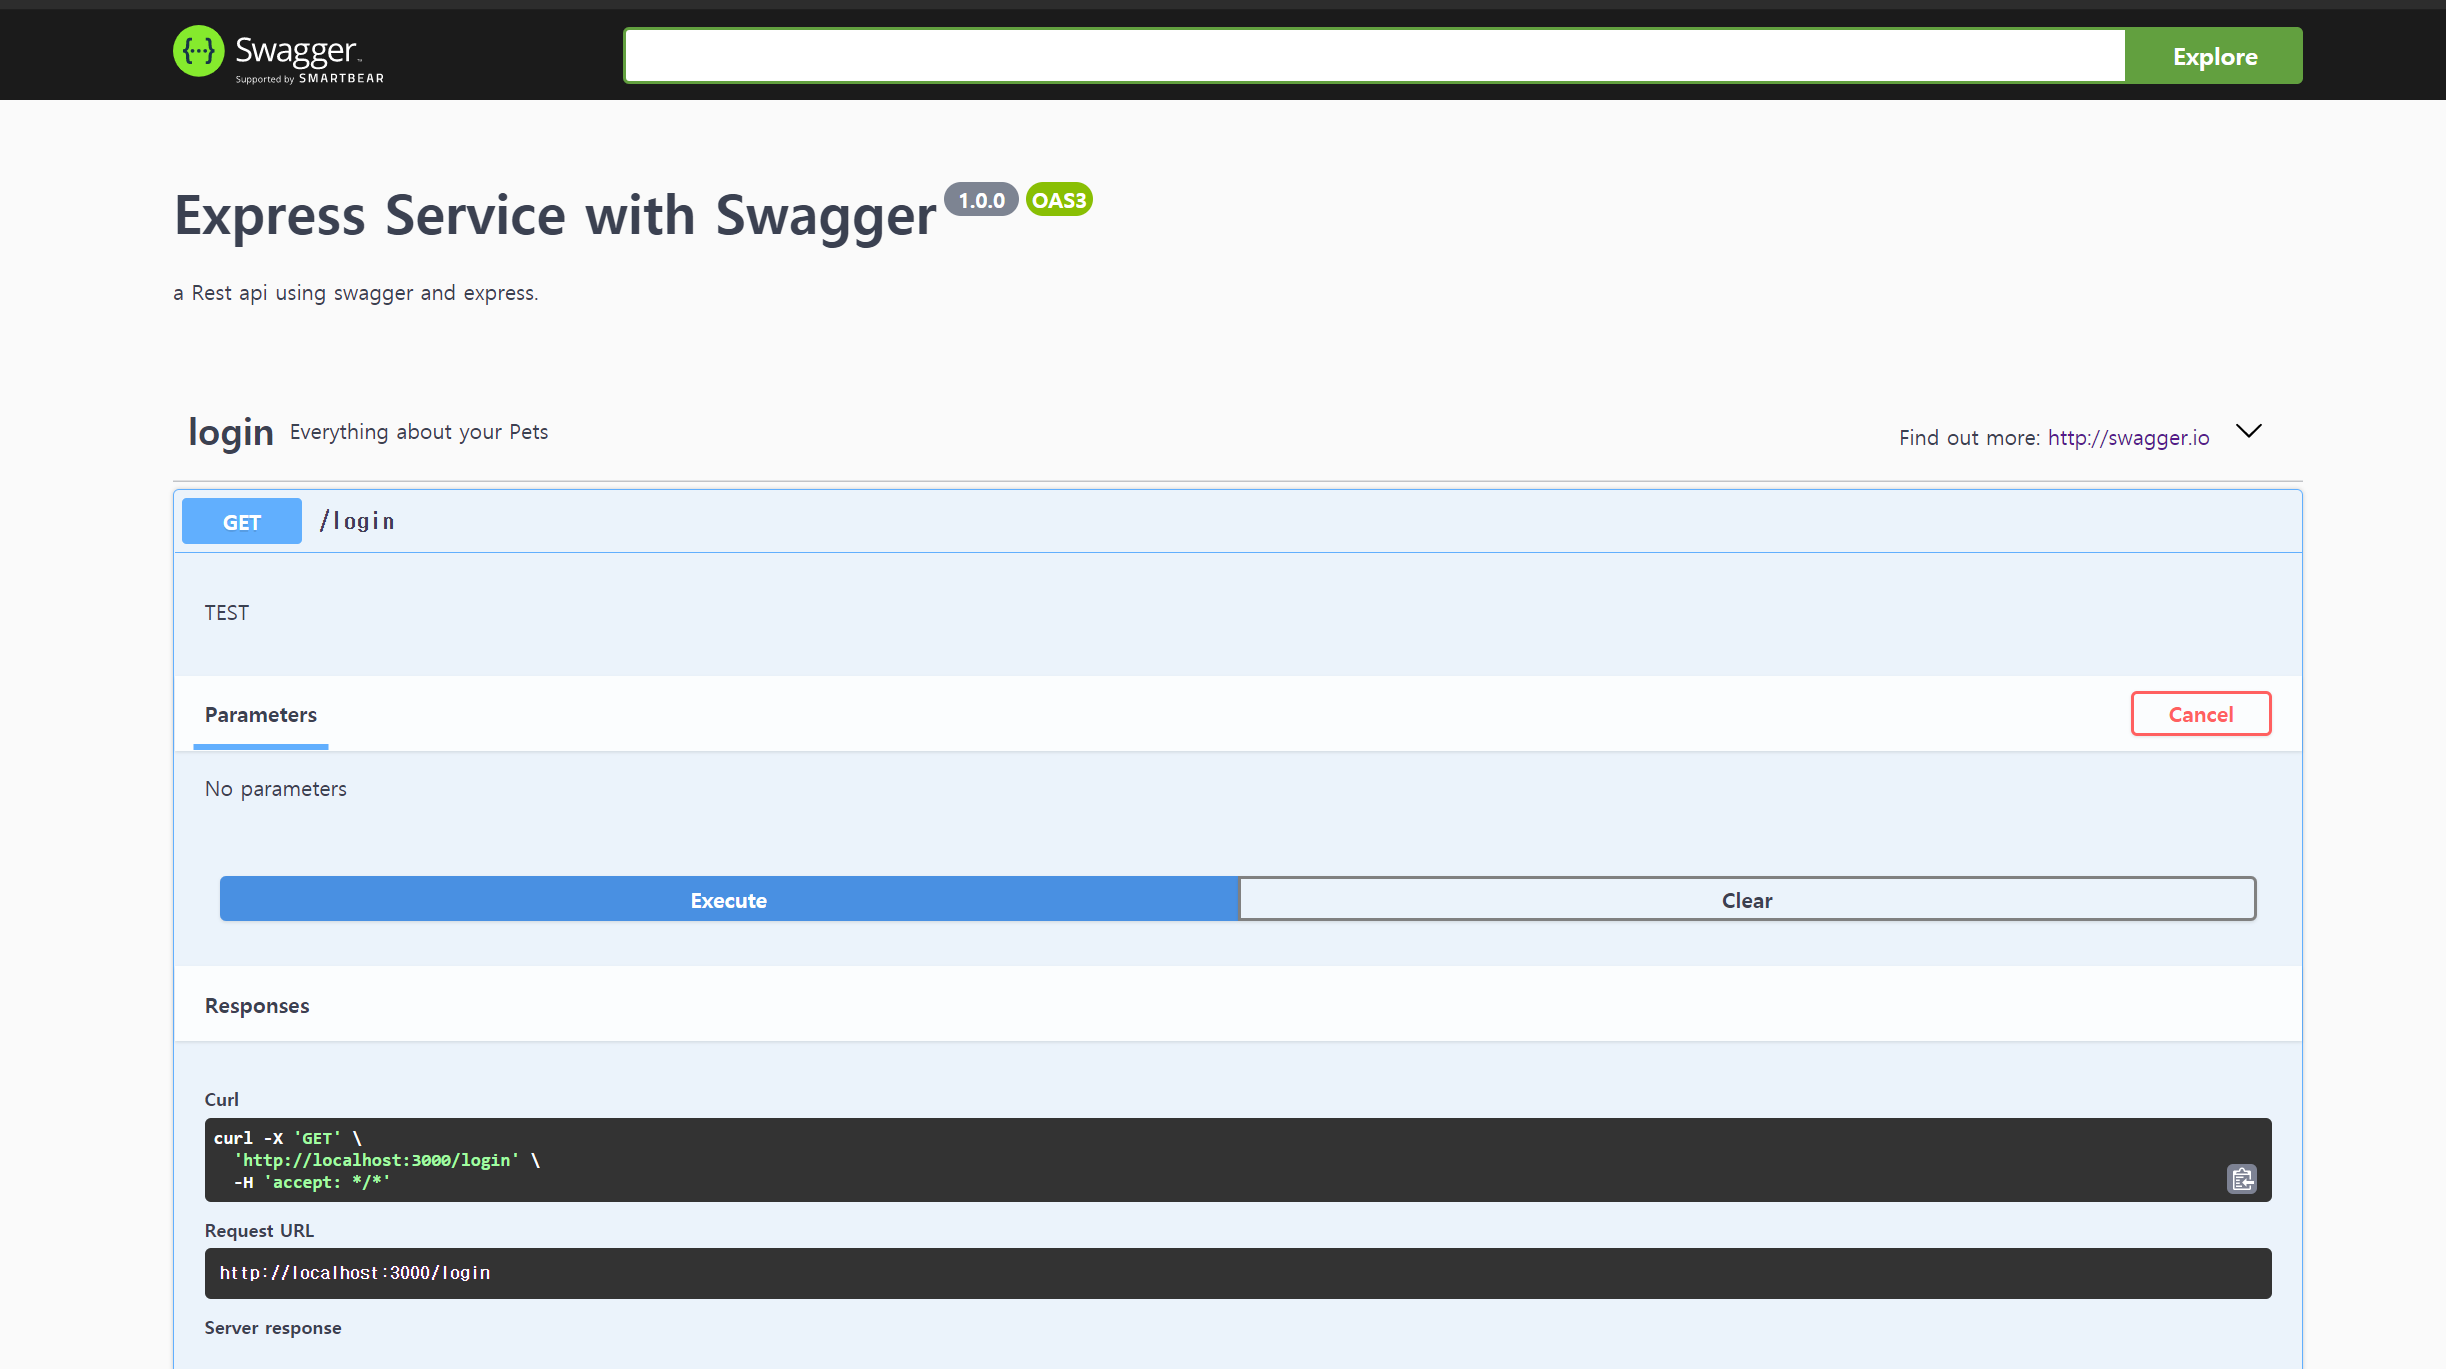 Swagger™
Supported by SMARTBEAR
Explore
Express Service with Swagger 1.0.0 OAS3
a Rest api using swagger and express.
login Everything about your Pets
Find out more: http://swagger.io
GET /login
TEST
Parameters
Cancel
No parameters
Execute
Clear
Responses
Curl
curl -X 'GET' \
'http://localhost:3000/login' \
-H 'accept: */*'
Request URL
http://localhost:3000/login
Server response